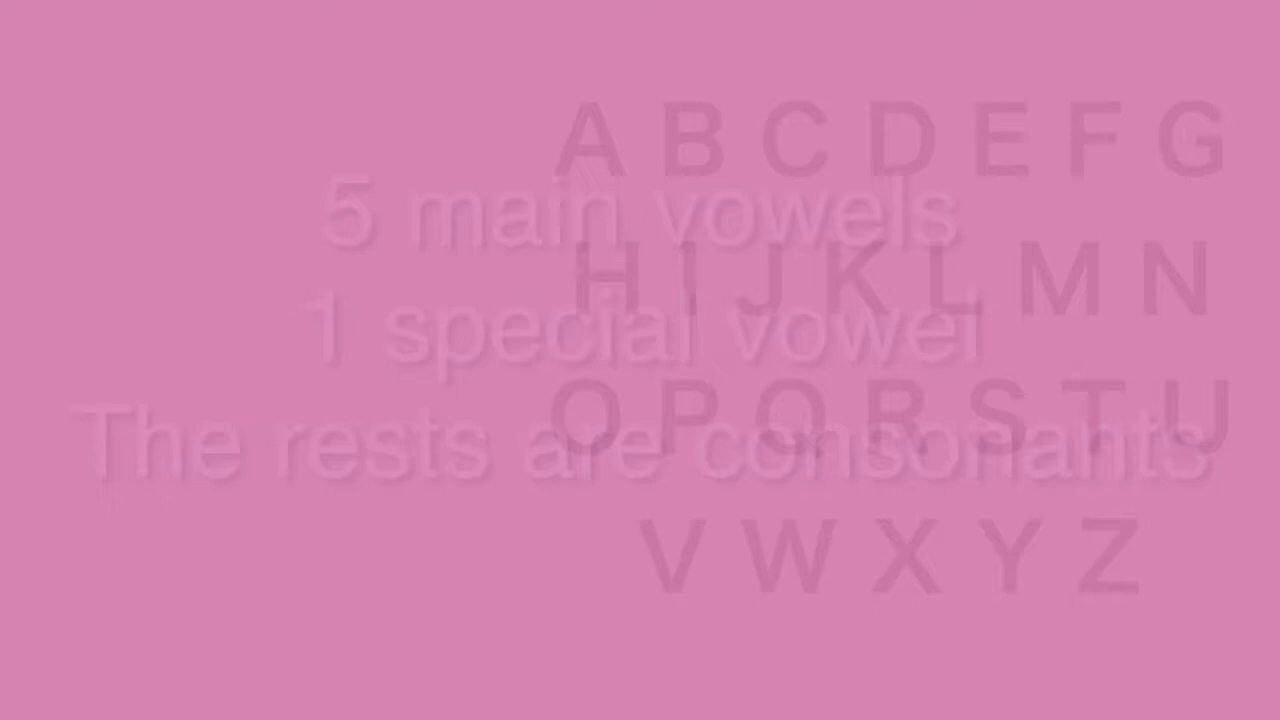 A B C D E F G
5 main vowels
H I J K L M N
1 special vowel
O P Q R S T U
The rests are consonants
V W X Y Z